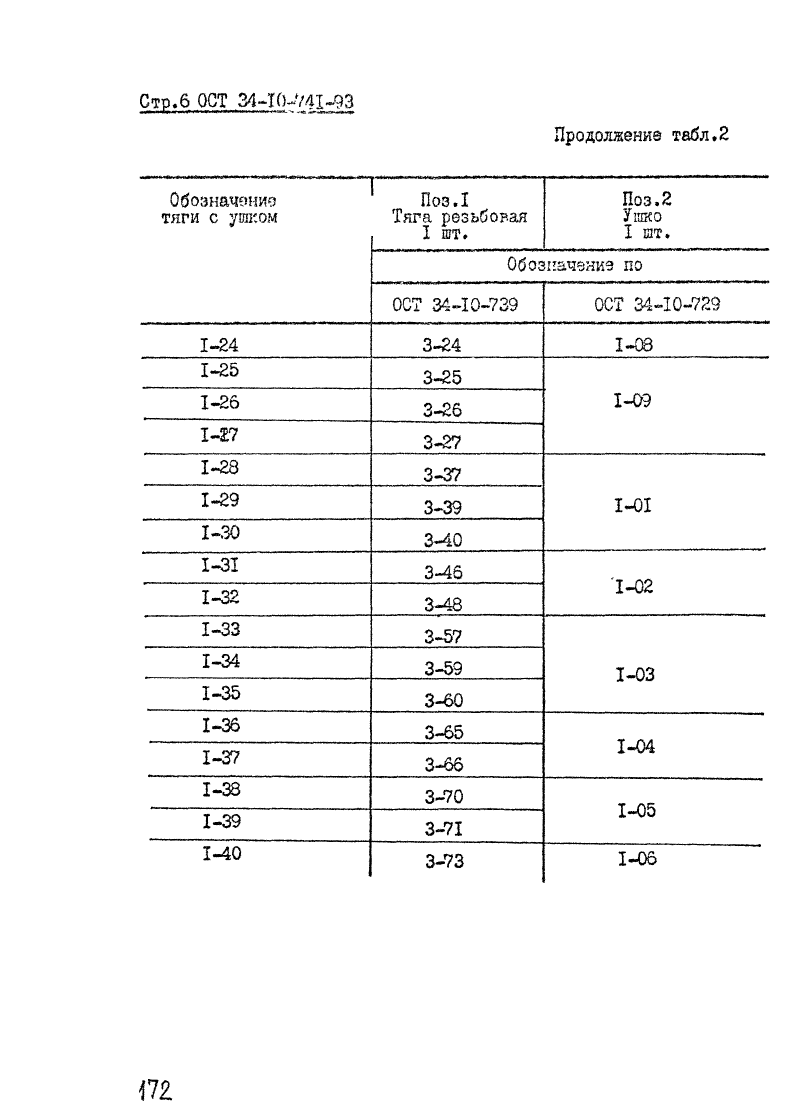 Стр.6 ОСТ 34-10-741-93
Продолжение табл.2
Обозначение
тяги с ушком
Поз.I
Тяга резьбовая
I шт.
Поз.2
Ушко
I шт.
Обозначение по
ОСТ 34-I0-739 ОСТ 34-I0-729
I-24 3-24 I-08
I-25 3-25
I-26 3-26 I-09
I-27 3-27
I-28 3-37
I-29 3-39 I-0I
I-30 3-40
I-3I 3-46
I-02
I-32 3-48
I-33 3-57
I-34 3-59
I-03
I-35 3-60
I-36 3-65
I-04
I-37 3-66
I-38 3-70
I-05
I-39 3-7I
I-40 3-73 I-06
172